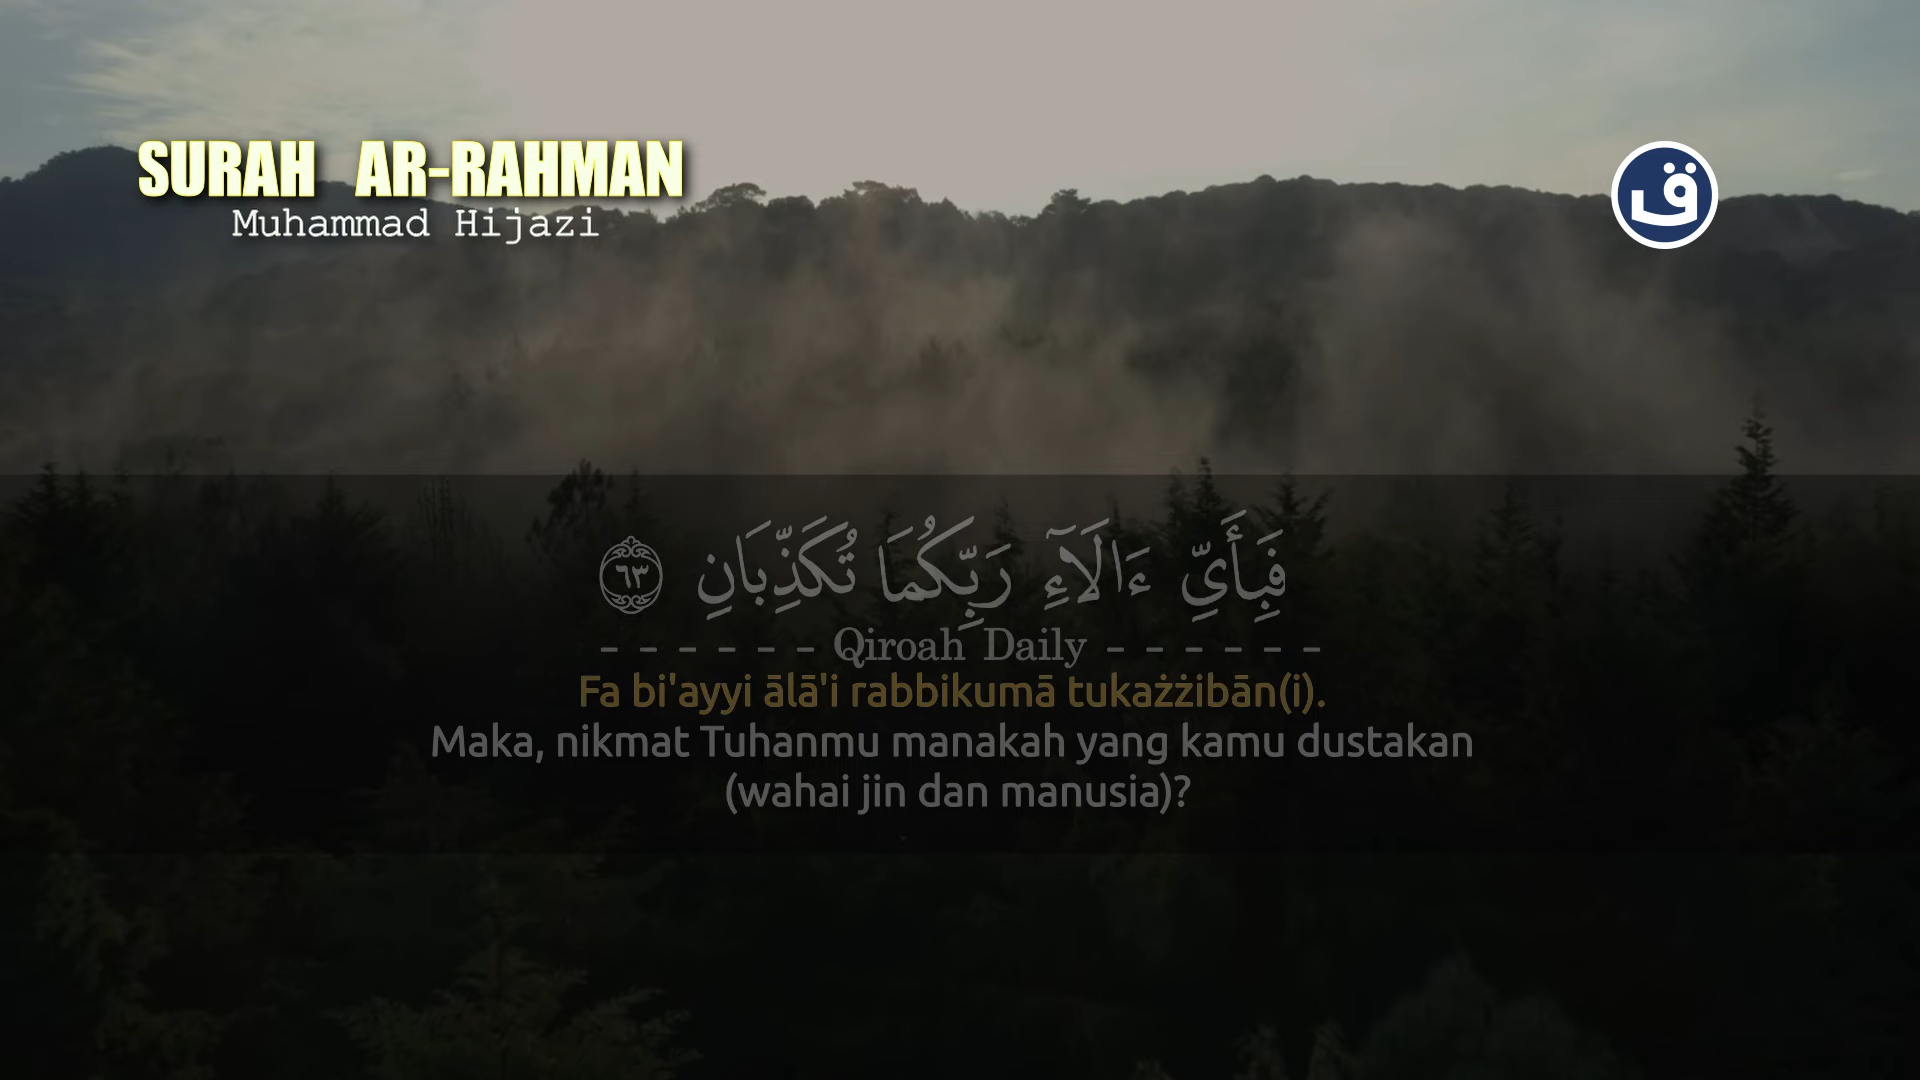 SURAH AR-RAHMAN
Muhammad Hijazi
ق
فَبِأَيِّ ءَالَآءِ رَبِّكُمَا تُكَذِّبَانِ ٦٣
------ Qiroah Daily ------
Fa bi'ayyi ālā'i rabbikumā tukażżibān(i).
Maka, nikmat Tuhanmu manakah yang kamu dustakan
(wahai jin dan manusia)?